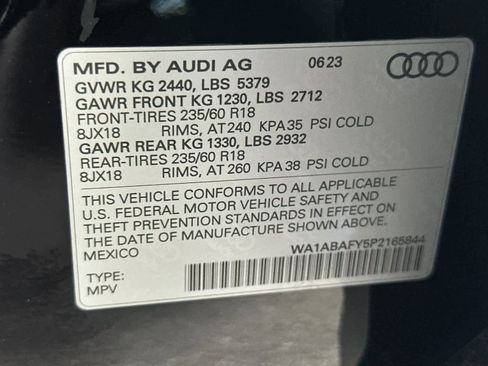 MFD. BY AUDI AG 06 23
GVWR KG 2440, LBS 5379
GAWR FRONT KG 1230, LBS 2712
FRONT-TIRES 235/60 R18
8JX18 RIMS, AT 240 KPA 35 PSI COLD
GAWR REAR KG 1330, LBS 2932
REAR-TIRES 235/60 R18
8JX18 RIMS, AT 260 KPA 38 PSI COLD
THIS VEHICLE CONFORMS TO ALL APPLICABLE
U.S. FEDERAL MOTOR VEHICLE SAFETY AND
THEFT PREVENTION STANDARDS IN EFFECT ON
THE DATE OF MANUFACTURE SHOWN ABOVE.
MEXICO
WA1ABAFY5P2165844
TYPE:
MPV